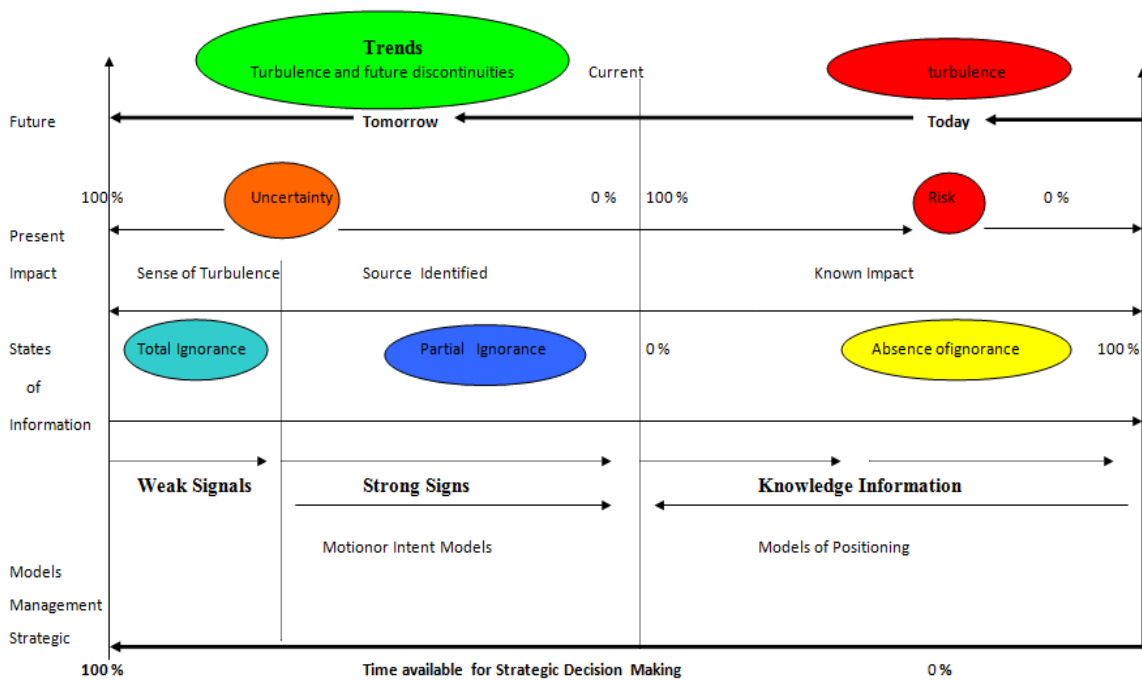 Trends
Turbulence and future discontinuities
Current
turbulence
Future
Tomorrow
Today
100 %
Uncertainty
0 %
100 %
Risk
0 %
Present
Impact
Sense of Turbulence
Source Identified
Known Impact
States
of
Information
Total Ignorance
Partial Ignorance
0 %
Absence ofignorance
100 %
Weak Signals
Strong Signs
Knowledge Information
Motionor Intent Models
Models of Positioning
Models
Management
Strategic
100 %
Time available for Strategic Decision Making
0 %